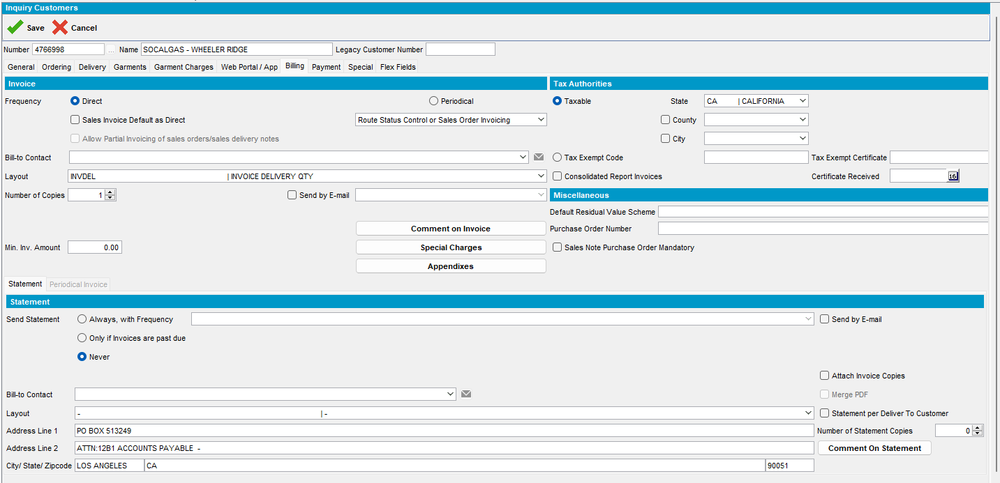 Inquiry Customers
Save Cancel
Number 4766998 ... Name SOCALGAS - WHEELER RIDGE Legacy Customer Number
General Ordering Delivery Garments Garment Charges Web Portal / App Billing Payment Special Flex Fields
Invoice Tax Authorities
Frequency Direct Periodical Taxable State CA | CALIFORNIA
Sales Invoice Default as Direct Route Status Control or Sales Order Invoicing County
Allow Partial Invoicing of sales orders/sales delivery notes City
Bill-to Contact Tax Exempt Code Tax Exempt Certificate
Layout INVDEL | INVOICE DELIVERY QTY Consolidated Report Invoices Certificate Received 16
Number of Copies 1 Send by E-mail Miscellaneous
Default Residual Value Scheme
Comment on Invoice Purchase Order Number
Min. Inv. Amount 0.00 Special Charges Sales Note Purchase Order Mandatory
Appendixes
Statement Periodical Invoice
Statement
Send Statement Always, with Frequency Send by E-mail
Only if Invoices are past due
Never
Attach Invoice Copies
Bill-to Contact Merge PDF
Layout - | - Statement per Deliver To Customer
Address Line 1 PO BOX 513249 Number of Statement Copies 0
Address Line 2 ATTN:12B1 ACCOUNTS PAYABLE - Comment On Statement
City/ State/ Zipcode LOS ANGELES CA 90051